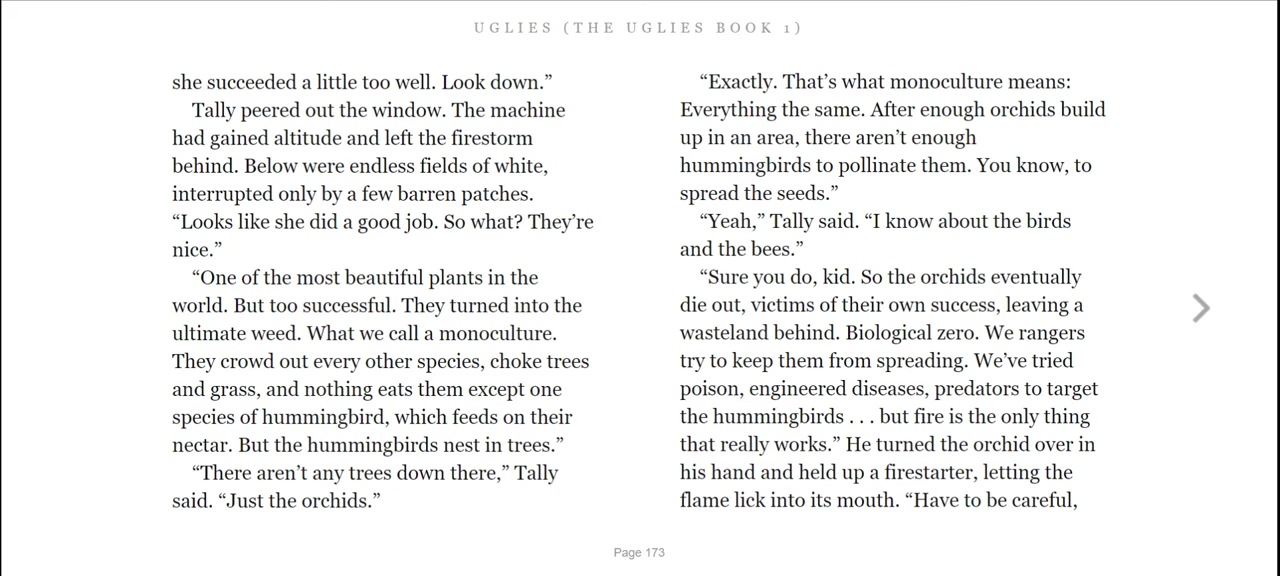 UGLIES (THE UGLIES BOOK 1)
she succeeded a little too well. Look down.”
Tally peered out the window. The machine
had gained altitude and left the firestorm
behind. Below were endless fields of white,
interrupted only by a few barren patches.
“Looks like she did a good job. So what? They’re
nice.”
“One of the most beautiful plants in the
world. But too successful. They turned into the
ultimate weed. What we call a monoculture.
They crowd out every other species, choke trees
and grass, and nothing eats them except one
species of hummingbird, which feeds on their
nectar. But the hummingbirds nest in trees.”
“There aren’t any trees down there,” Tally
said. “Just the orchids.”
“Exactly. That’s what monoculture means:
Everything the same. After enough orchids build
up in an area, there aren’t enough
hummingbirds to pollinate them. You know, to
spread the seeds.”
“Yeah,” Tally said. “I know about the birds
and the bees.”
“Sure you do, kid. So the orchids eventually
die out, victims of their own success, leaving a
wasteland behind. Biological zero. We rangers
try to keep them from spreading. We’ve tried
poison, engineered diseases, predators to target
the hummingbirds . . . but fire is the only thing
that really works.” He turned the orchid over in
his hand and held up a firestarter, letting the
flame lick into its mouth. “Have to be careful,
Page 173